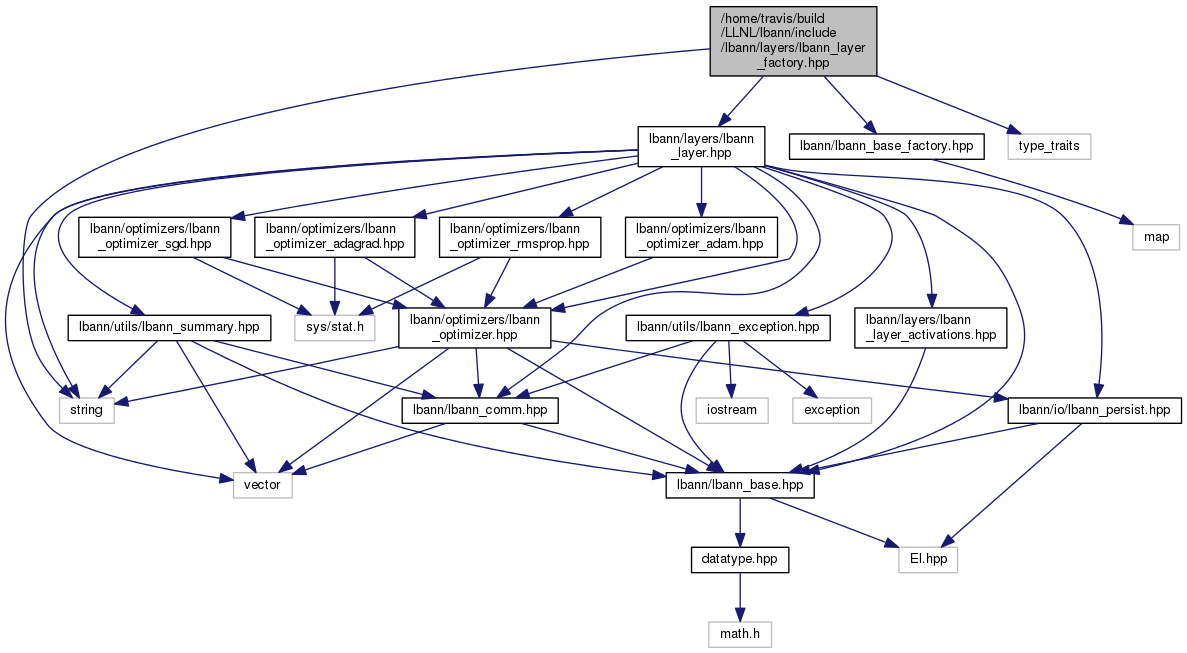 /home/travis/build
/LLNL/lbann/include
/lbann/layers/lbann_layer
_factory.hpp
lbann/layers/lbann
_layer.hpp
lbann/lbann_base_factory.hpp
type_traits
lbann/optimizers/lbann
_optimizer_sgd.hpp
lbann/optimizers/lbann
_optimizer_adagrad.hpp
lbann/optimizers/lbann
_optimizer_rmsprop.hpp
lbann/optimizers/lbann
_optimizer_adam.hpp
map
lbann/utils/lbann_summary.hpp
sys/stat.h
lbann/optimizers/lbann
_optimizer.hpp
lbann/utils/lbann_exception.hpp
lbann/layers/lbann
_layer_activations.hpp
string
lbann/lbann_comm.hpp
iostream
exception
lbann/io/lbann_persist.hpp
vector
lbann/lbann_base.hpp
datatype.hpp
El.hpp
math.h